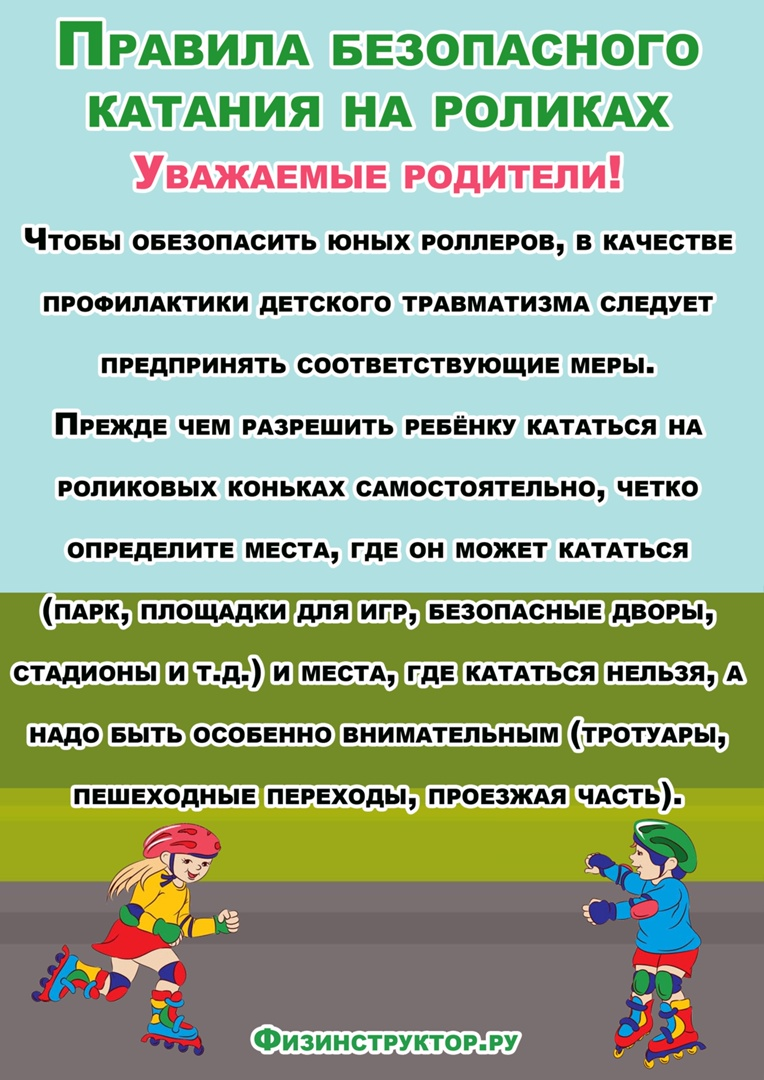 Правила безопасного
катания на роликах
Уважаемые родители!
Чтобы обезопасить юных роллеров, в качестве
профилактики детского травматизма следует
предпринять соответствующие меры.
Прежде чем разрешить ребёнку кататься на
роликовых коньках самостоятельно, четко
определите места, где он может кататься
(парк, площадки для игр, безопасные дворы,
стадионы и т.д.) и места, где кататься нельзя, а
надо быть особенно внимательным (тротуары,
пешеходные переходы, проезжая часть).
Физинструктор.ру